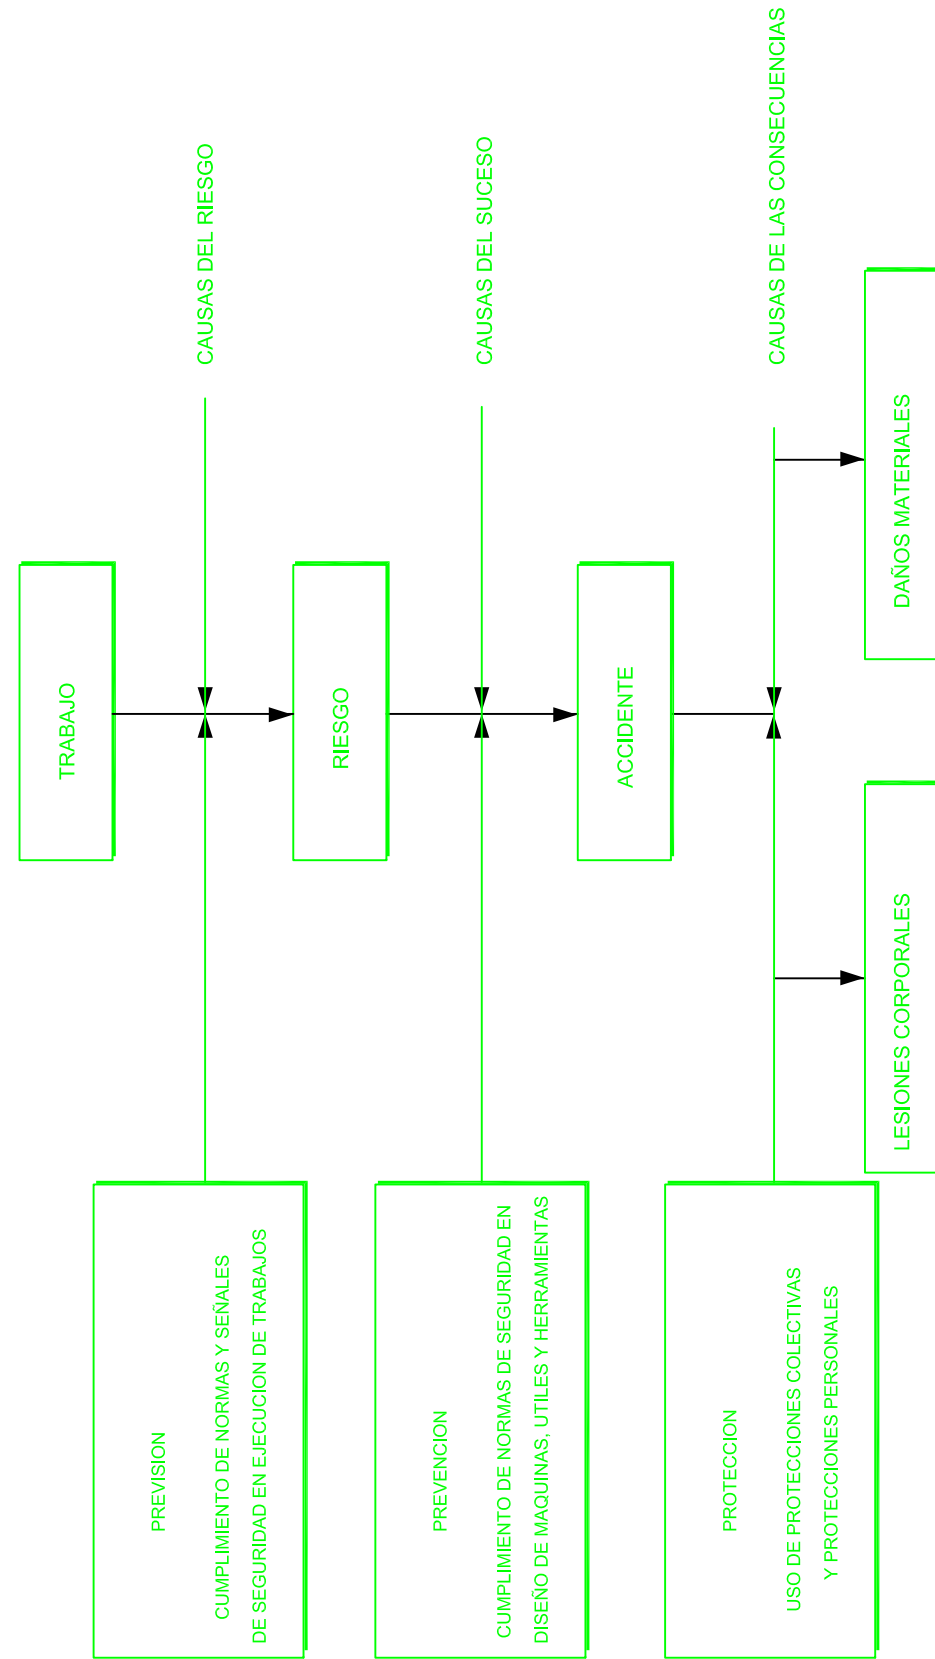 TRABAJO
CAUSAS DEL RIESGO
PREVISION
CUMPLIMIENTO DE NORMAS Y SEÑALES
DE SEGURIDAD EN EJECUCION DE TRABAJOS
RIESGO
CAUSAS DEL SUCESO
PREVENCION
CUMPLIMIENTO DE NORMAS DE SEGURIDAD EN
DISEÑO DE MAQUINAS, UTILES Y HERRAMIENTAS
ACCIDENTE
CAUSAS DE LAS CONSECUENCIAS
PROTECCION
USO DE PROTECCIONES COLECTIVAS
Y PROTECCIONES PERSONALES
LESIONES CORPORALES
DAÑOS MATERIALES